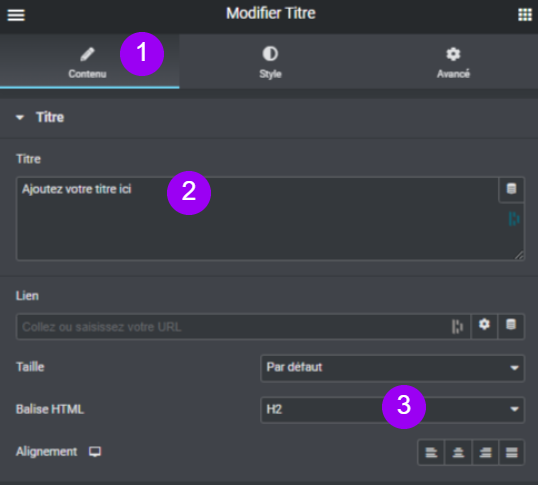 Modifier Titre
1
Contenu
Style
Avancé
Titre
Titre
Ajoutez votre titre ici
2
Lien
Collez ou saisissez votre URL
Taille
Par défaut
Balise HTML
H2
3
Alignement